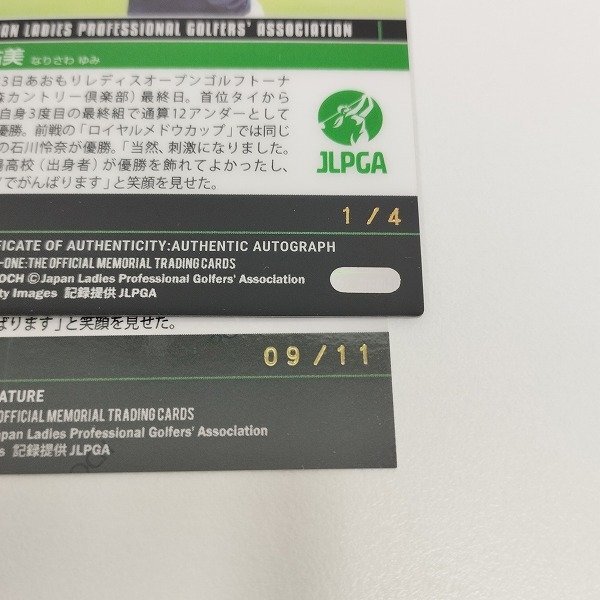 AN LADIES PROFESSIONAL GOLFERS' ASSOCIATION
美 なりさわ ゆみ
3日あおもりレディスオープンゴルフトーナ
森カントリー倶楽部）最終日。首位タイから
自身3度目の最終組で通算12アンダーとして
優勝。前戦の「ロイヤルメドウカップ」では同じ
の石川怜奈が優勝。「当然、刺激になりました。
高校（出身者）が優勝を飾れてよかったし、
でがんばります」と笑顔を見せた。
JLPGA
1 / 4
FICATE OF AUTHENTICITY:AUTHENTIC AUTOGRAPH
-ONE:THE OFFICIAL MEMORIAL TRADING CARDS
OCH ©Japan Ladies Professional Golfers' Association
ty Images 記録提供 JLPGA
ばります」と笑顔を見せた。
09/11
ATURE
OFFICIAL MEMORIAL TRADING CARDS
apan Ladies Professional Golfers' Association
s 記録提供 JLPGA